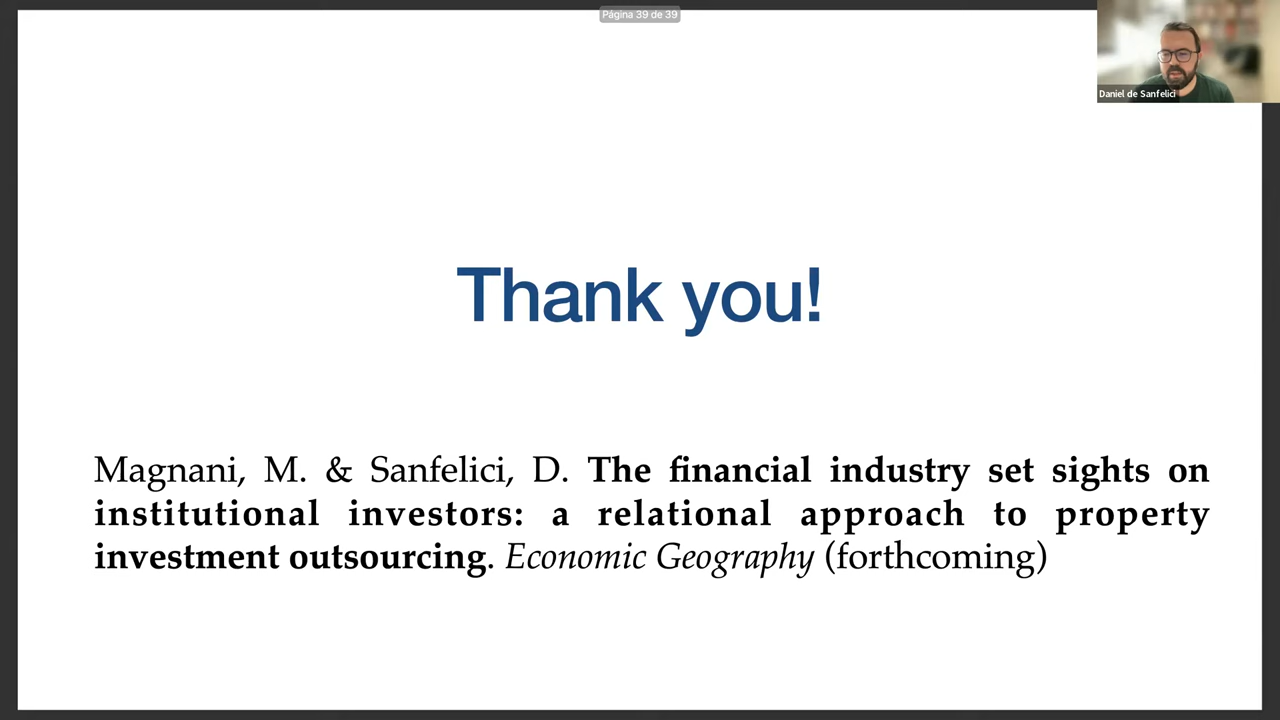 Página 39 de 39
Daniel de Sanfelici
Thank you!
Magnani, M. & Sanfelici, D. The financial industry set sights on
institutional investors: a relational approach to property
investment outsourcing. Economic Geography (forthcoming)